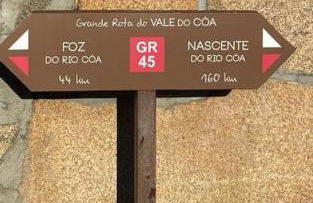 Grande Rota do VALE DO CÔA
FOZ
DO RIO CÔA
44 km
GR
45
NASCENTE
DO RIO CÔA
160 km